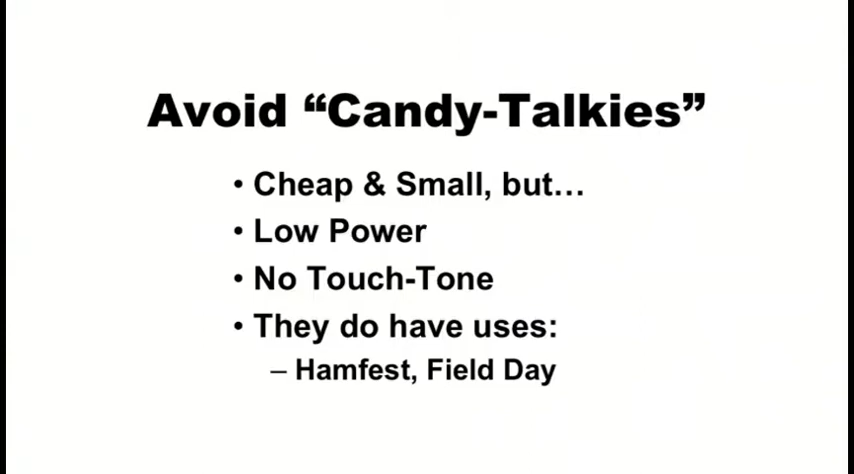 Avoid “Candy-Talkies”
• Cheap & Small, but…
• Low Power
• No Touch-Tone
• They do have uses:
– Hamfest, Field Day